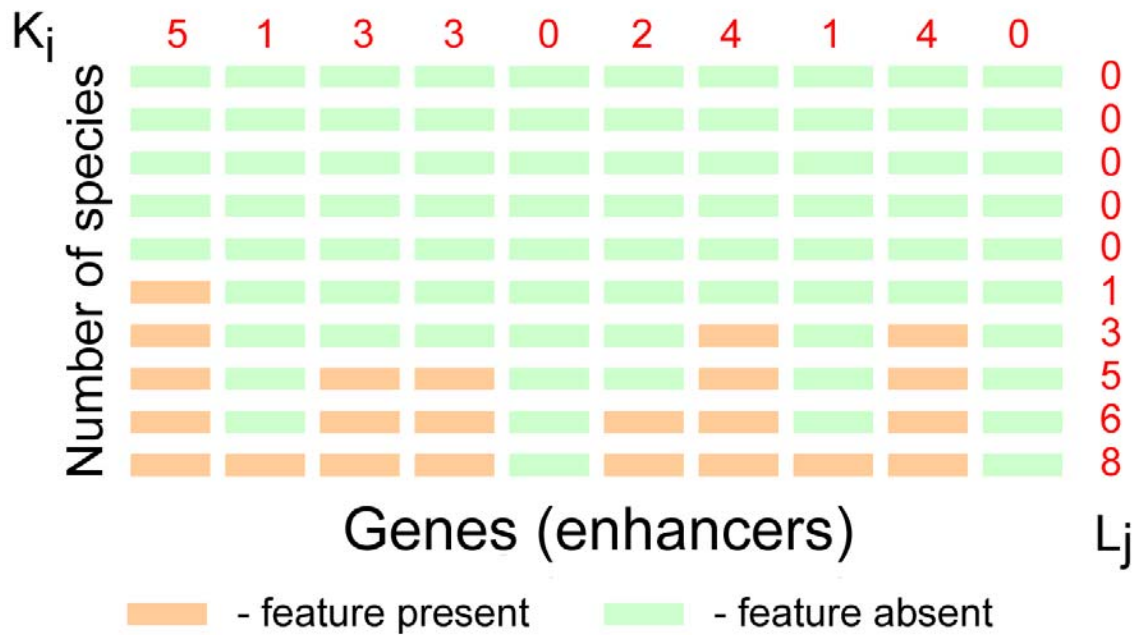 Ki 5 1 3 3 0 2 4 1 4 0
Number of species
0
0
0
0
0
1
3
5
6
8
Genes (enhancers)
Lj
- feature present
- feature absent